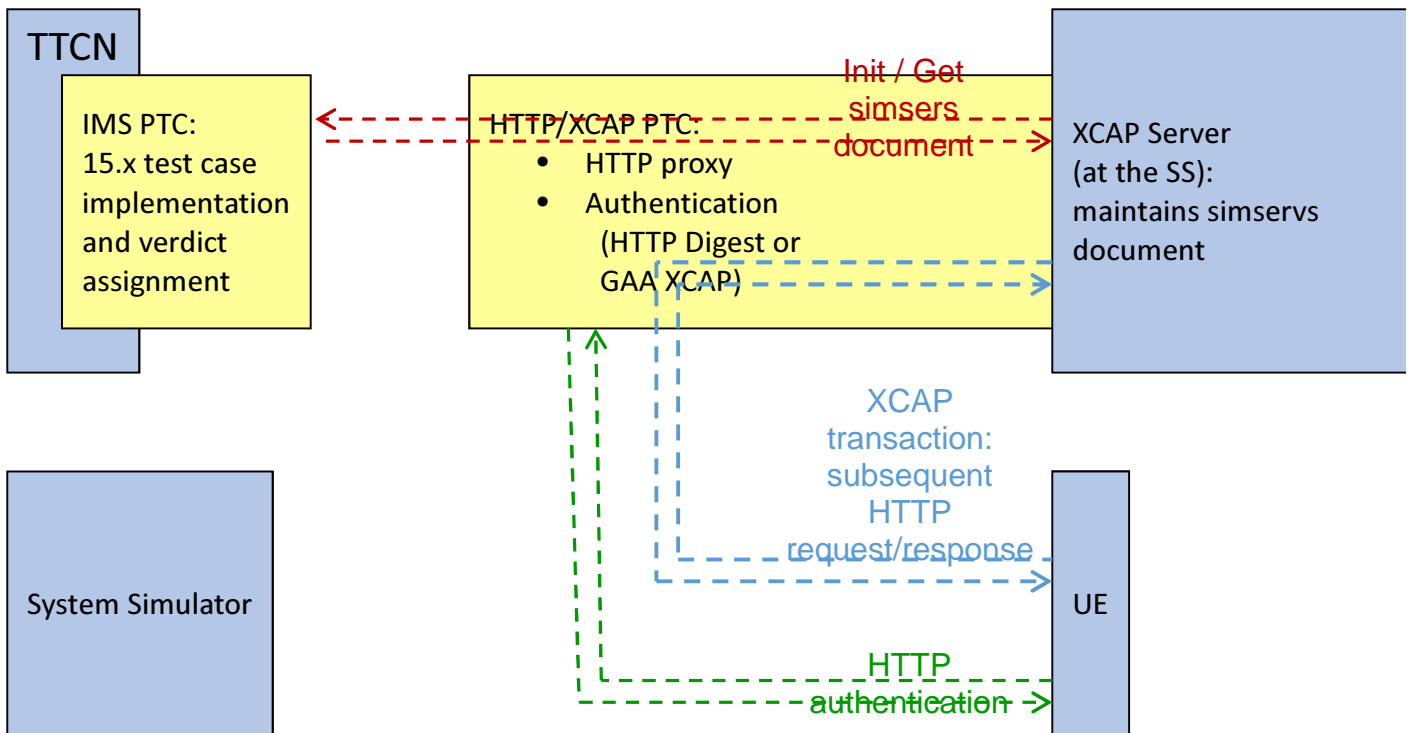 TTCN
IMS PTC:
15.x test case
implementation
and verdict
assignment
HTTP/XCAP PTC:
• HTTP proxy
• Authentication
(HTTP Digest or
GAA XCAP)
Init / Get
simsers
document
XCAP Server
(at the SS):
maintains simservs
document
XCAP
transaction:
subsequent
HTTP
request/response
System Simulator
UE
HTTP
authentication